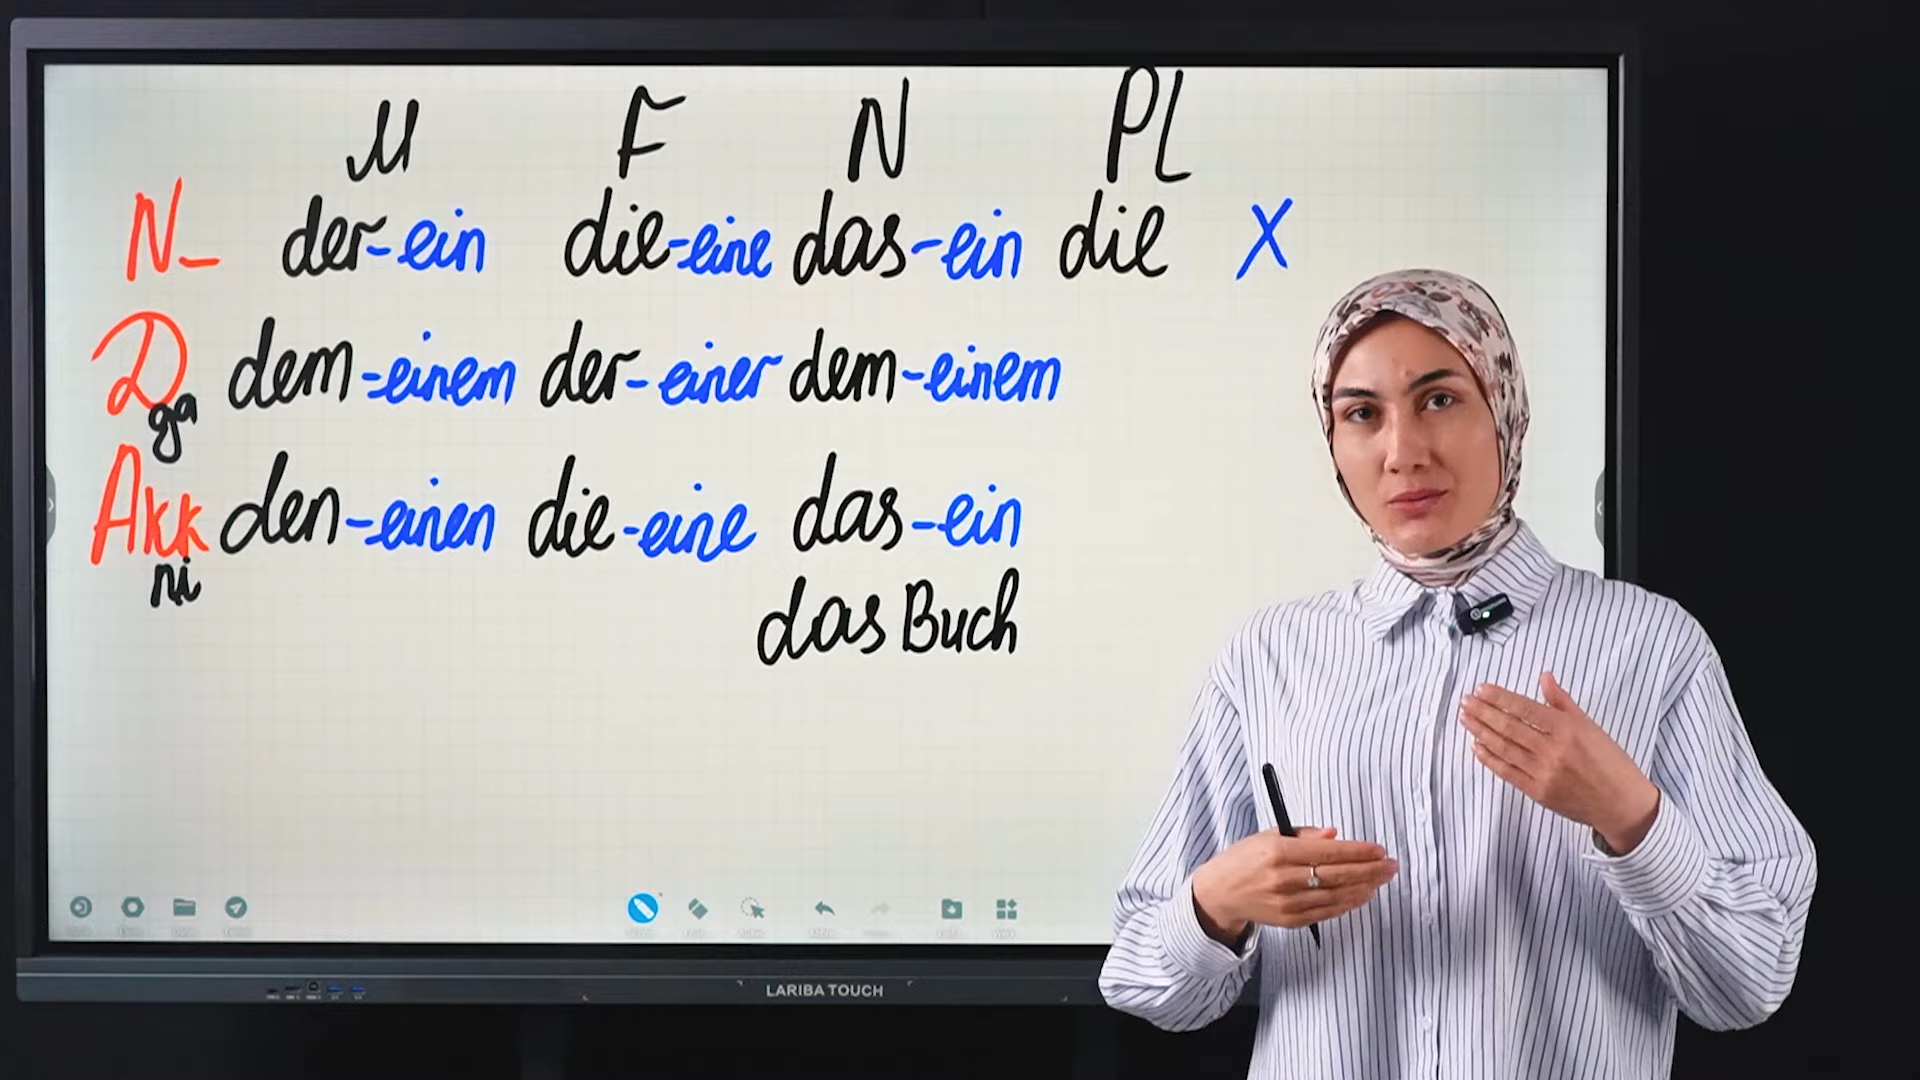 M F N PL
N- der-ein die-eine das-ein die X
D dem-einem der-einer dem-einem
ga
Akk den-einen die-eine das-ein
ni
das Buch
LARIBA TOUCH